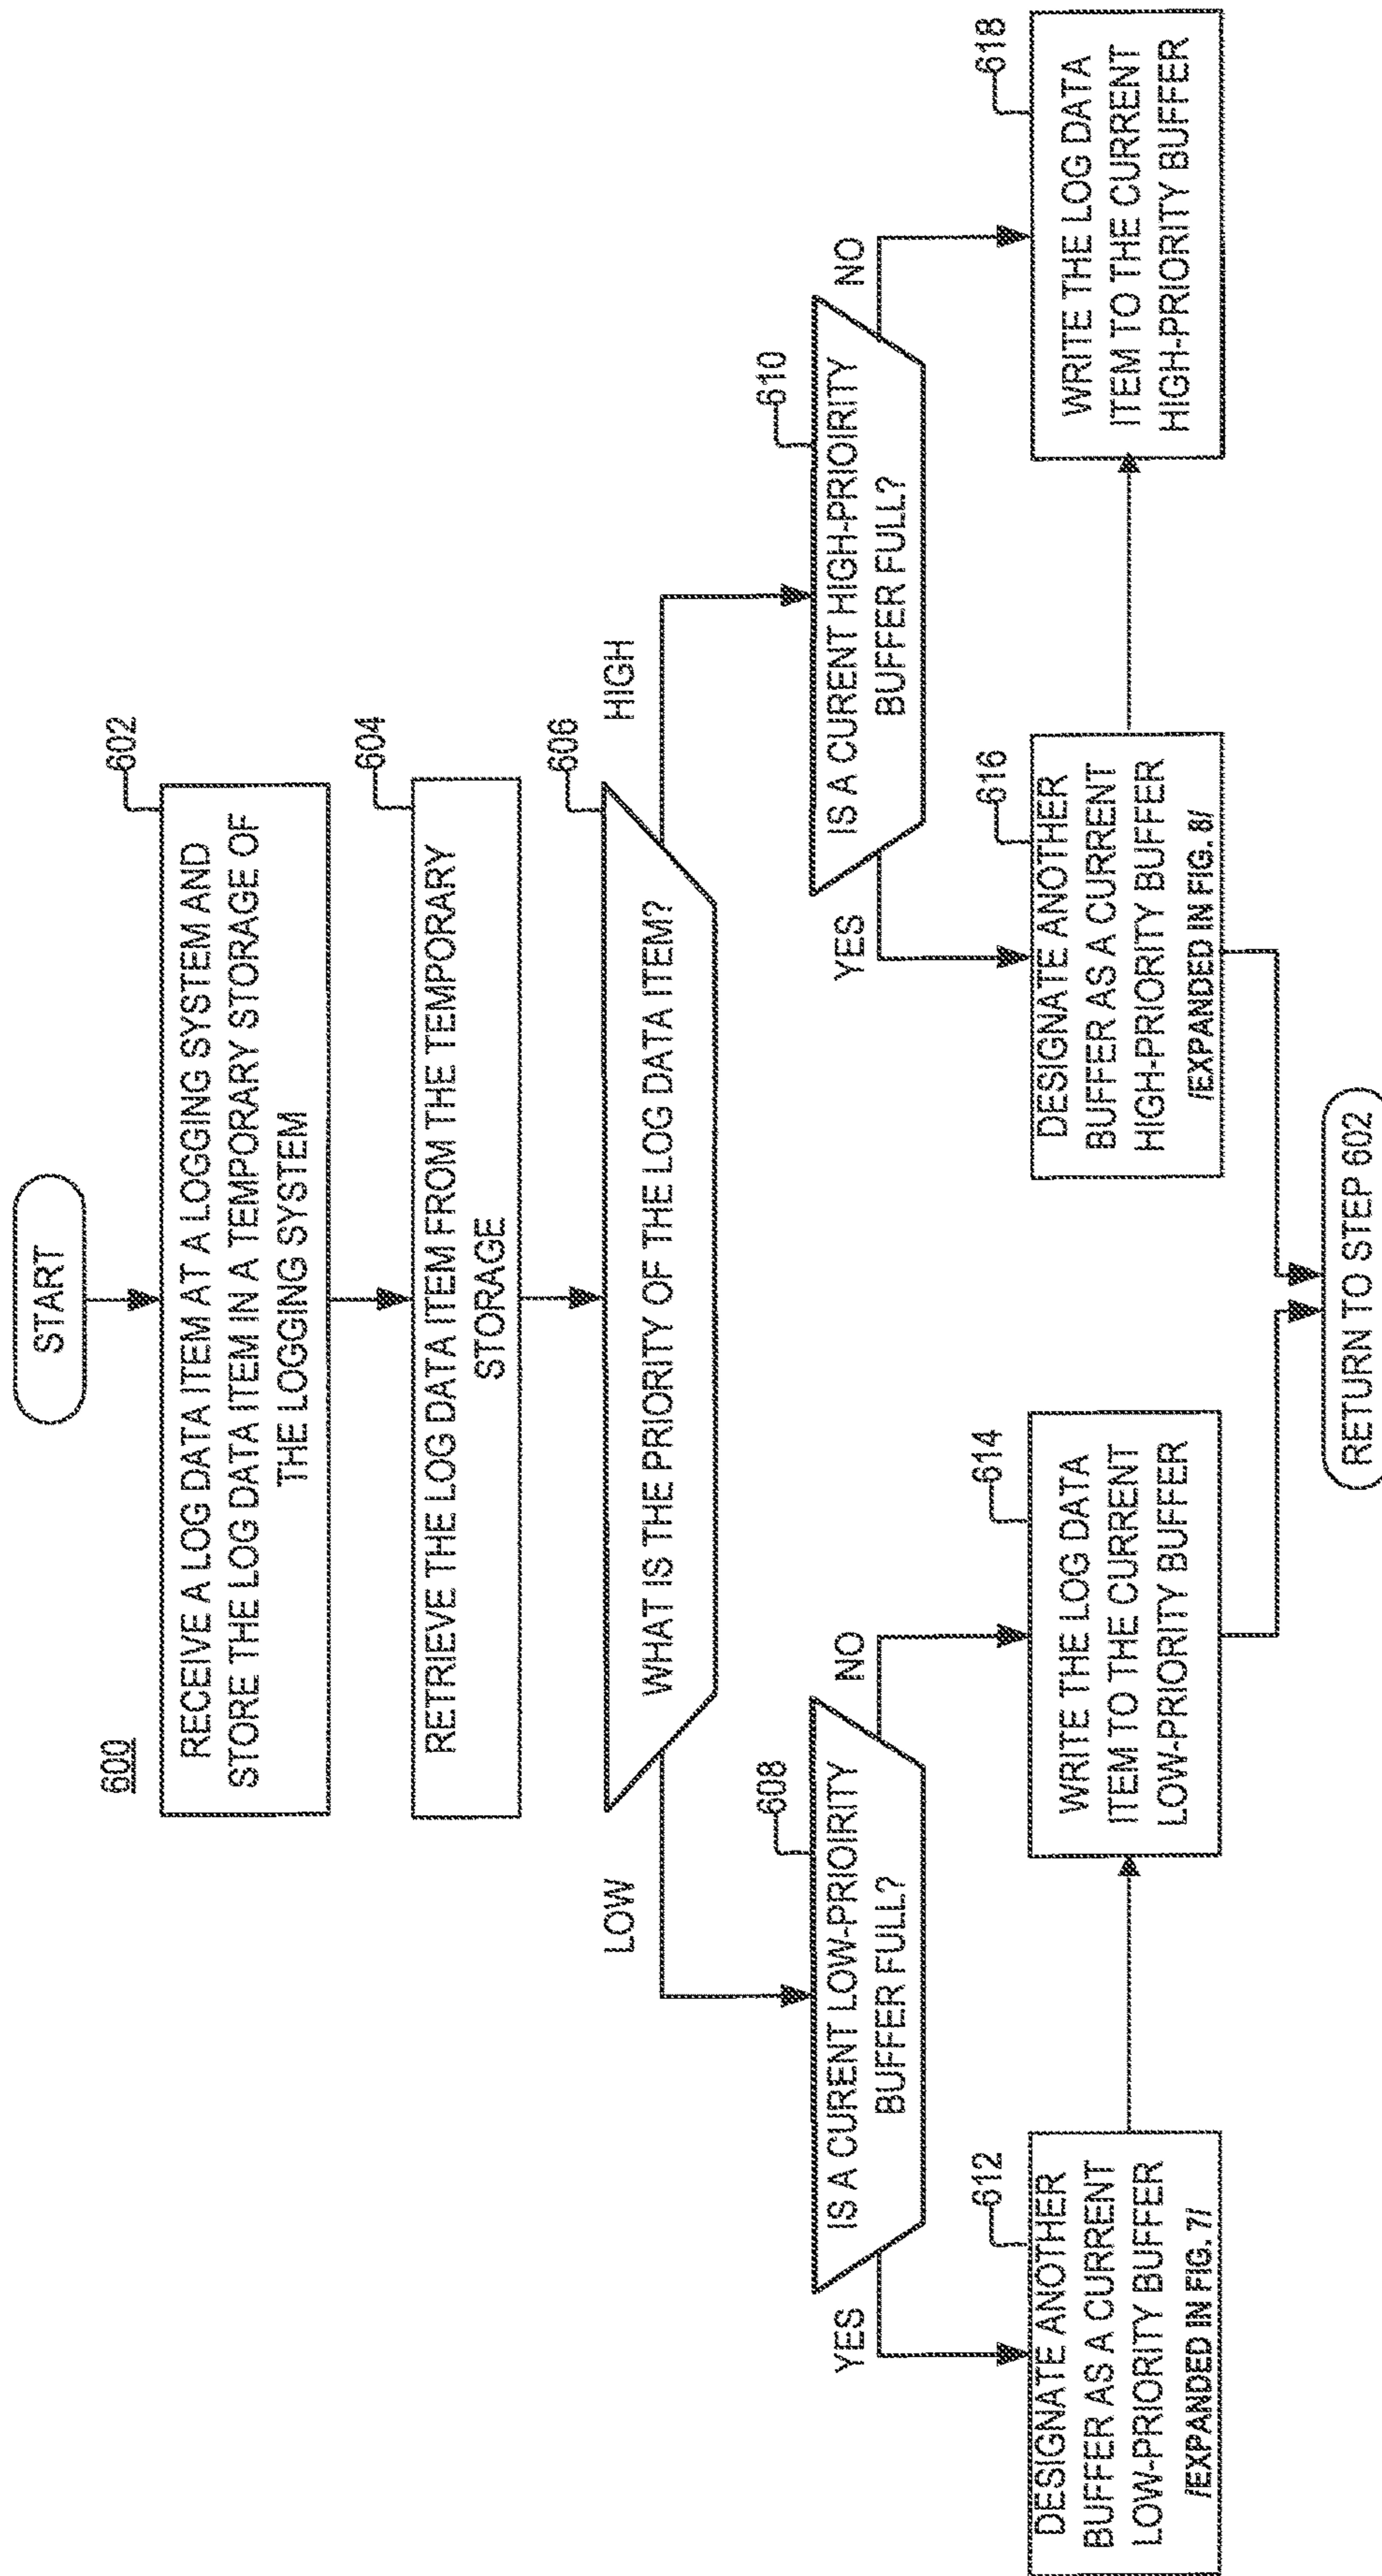 START
600
602
RECEIVE A LOG DATA ITEM AT A LOGGING SYSTEM AND
STORE THE LOG DATA ITEM IN A TEMPORARY STORAGE OF
THE LOGGING SYSTEM
604
RETRIEVE THE LOG DATA ITEM FROM THE TEMPORARY
STORAGE
606
WHAT IS THE PRIORITY OF THE LOG DATA ITEM?
LOW
HIGH
608
IS A CURENT LOW-PRIOIRITY
BUFFER FULL?
610
IS A CURENT HIGH-PRIOIRITY
BUFFER FULL?
YES
NO
YES
NO
612
DESIGNATE ANOTHER
BUFFER AS A CURRENT
LOW-PRIORITY BUFFER
/EXPANDED IN FIG. 7/
614
WRITE THE LOG DATA
ITEM TO THE CURRENT
LOW-PRIORITY BUFFER
616
DESIGNATE ANOTHER
BUFFER AS A CURRENT
HIGH-PRIORITY BUFFER
/EXPANDED IN FIG. 8/
618
WRITE THE LOG DATA
ITEM TO THE CURRENT
HIGH-PRIORITY BUFFER
RETURN TO STEP 602